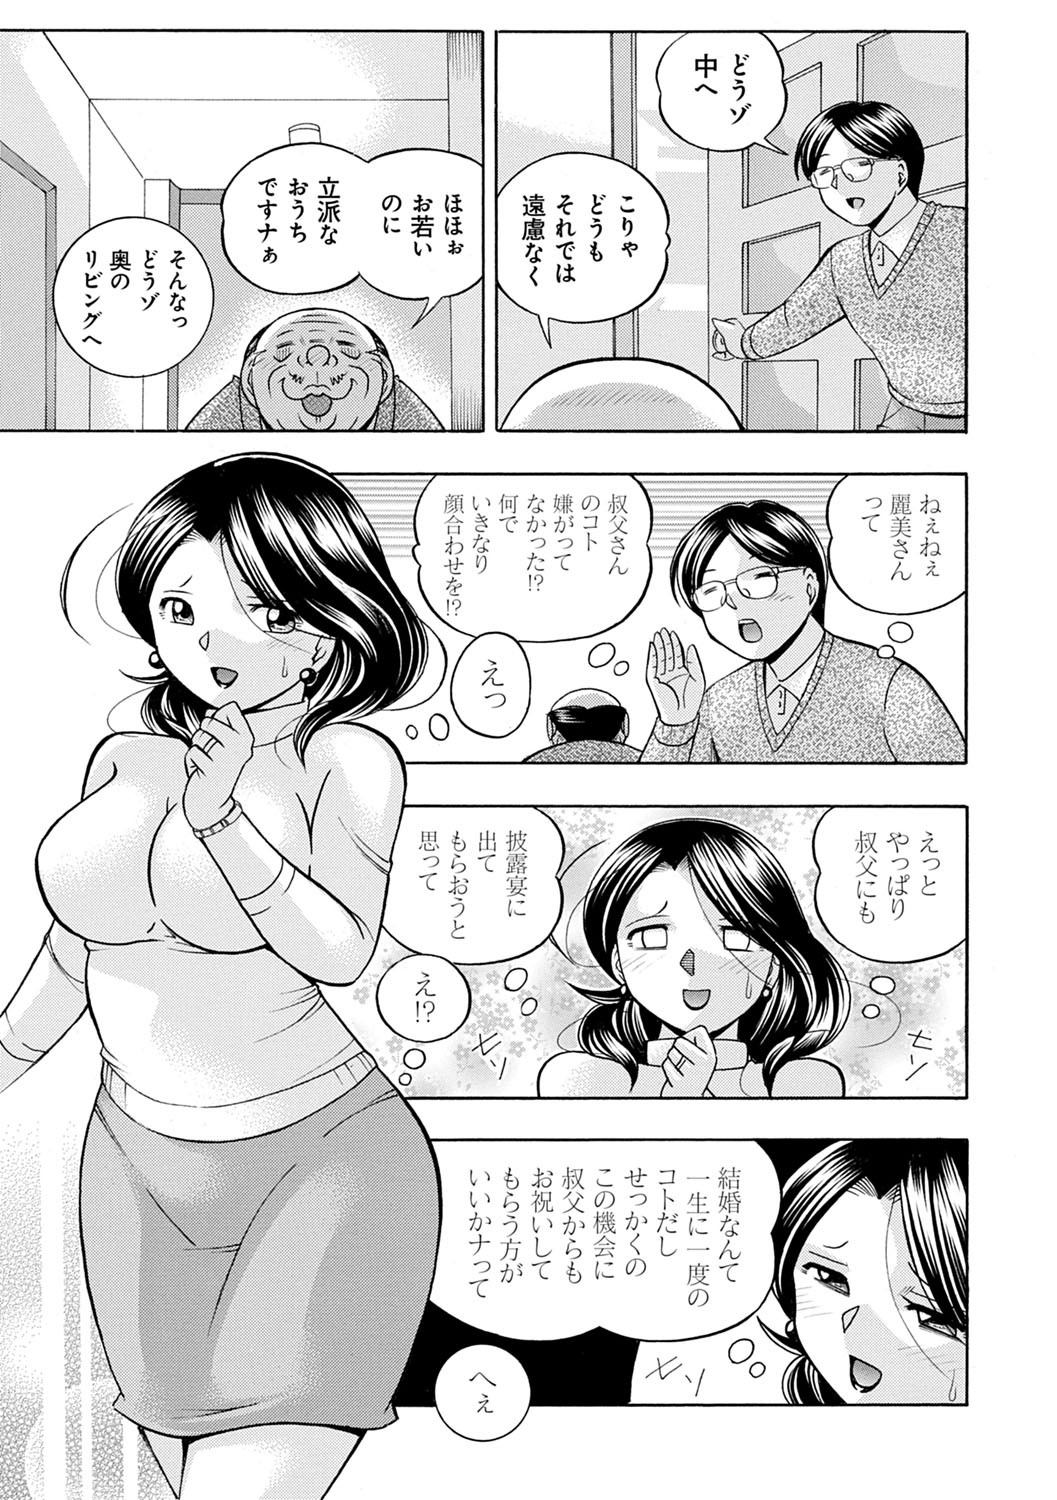 どうゾ
中へ
こりゃ
どうも
それでは
遠慮なく
ほほぉ
お若い
のに
立派な
おうち
ですナぁ
そんなっ
どうゾ
奥の
リビングへ
ねぇねぇ
麗美さん
って
叔父さん
のコト
嫌がって
なかった!?
何で
いきなり
顔合わせを!?
えっ
えっと
やっぱり
叔父にも
披露宴に
出て
もらおうと
思って
え!?
モソ
モソ
結婚なんて
一生に一度の
コトだし
せっかくの
この機会に
叔父からも
お祝いして
もらう方が
いいかナって
モソ
へぇ